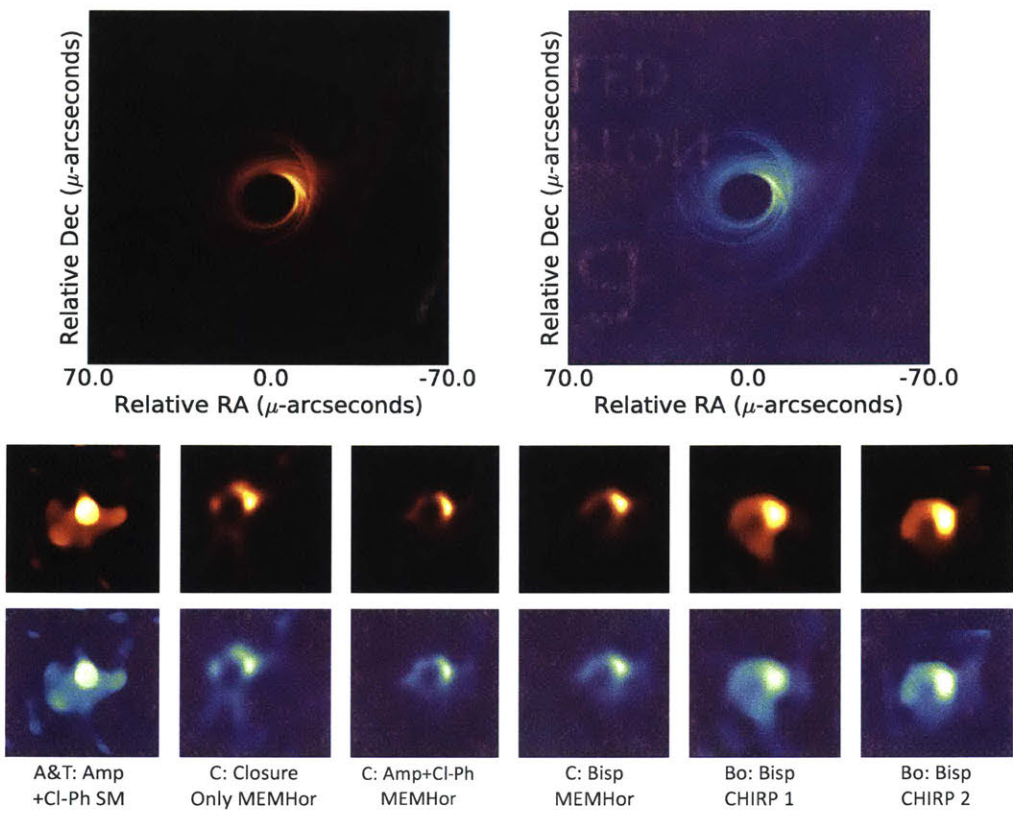 Relative Dec (μ-arcseconds)
70.0 0.0 -70.0
Relative RA (μ-arcseconds)
Relative Dec (μ-arcseconds)
70.0 0.0 -70.0
Relative RA (μ-arcseconds)
A&T: Amp
+Cl-Ph SM
C: Closure
Only MEMHor
C: Amp+Cl-Ph
MEMHor
C: Bisp
MEMHor
Bo: Bisp
CHIRP 1
Bo: Bisp
CHIRP 2